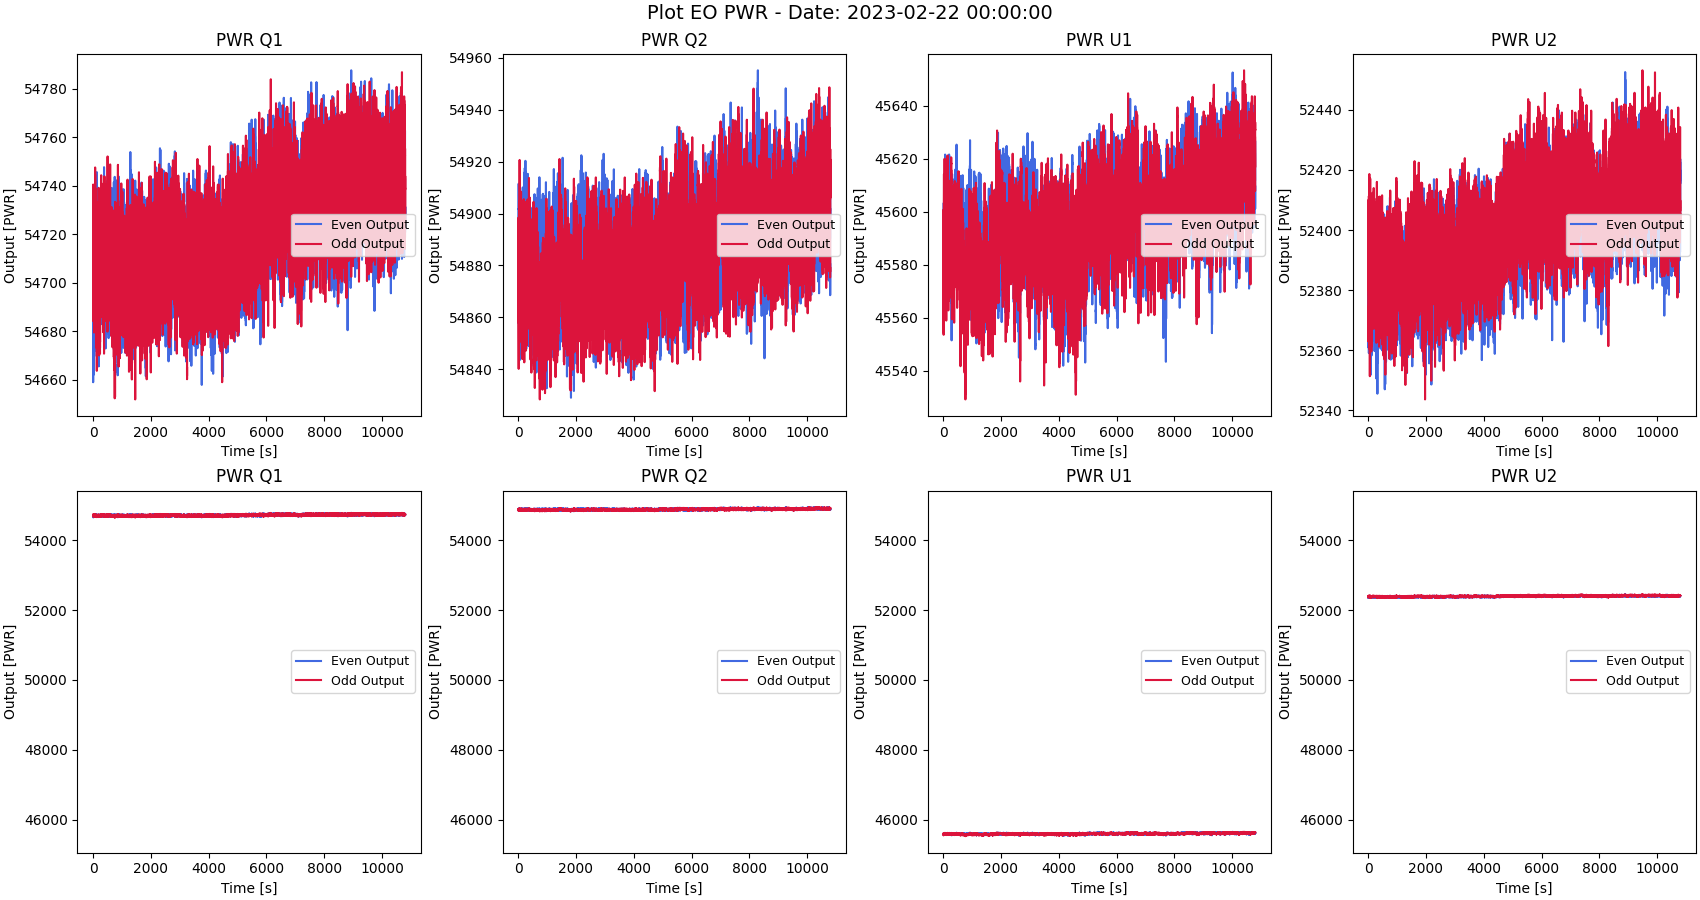 Plot EO PWR - Date: 2023-02-22 00:00:00
PWR Q1
Output [PWR]
54780
54760
54740
54720
54700
54680
54660
Even Output
Odd Output
0 2000 4000 6000 8000 10000
Time [s]
PWR Q2
Output [PWR]
54960
54940
54920
54900
54880
54860
54840
Even Output
Odd Output
0 2000 4000 6000 8000 10000
Time [s]
PWR U1
Output [PWR]
45640
45620
45600
45580
45560
45540
Even Output
Odd Output
0 2000 4000 6000 8000 10000
Time [s]
PWR U2
Output [PWR]
52440
52420
52400
52380
52360
52340
Even Output
Odd Output
0 2000 4000 6000 8000 10000
Time [s]
PWR Q1
Output [PWR]
54000
52000
50000
48000
46000
Even Output
Odd Output
0 2000 4000 6000 8000 10000
Time [s]
PWR Q2
Output [PWR]
54000
52000
50000
48000
46000
Even Output
Odd Output
0 2000 4000 6000 8000 10000
Time [s]
PWR U1
Output [PWR]
54000
52000
50000
48000
46000
Even Output
Odd Output
0 2000 4000 6000 8000 10000
Time [s]
PWR U2
Output [PWR]
54000
52000
50000
48000
46000
Even Output
Odd Output
0 2000 4000 6000 8000 10000
Time [s]